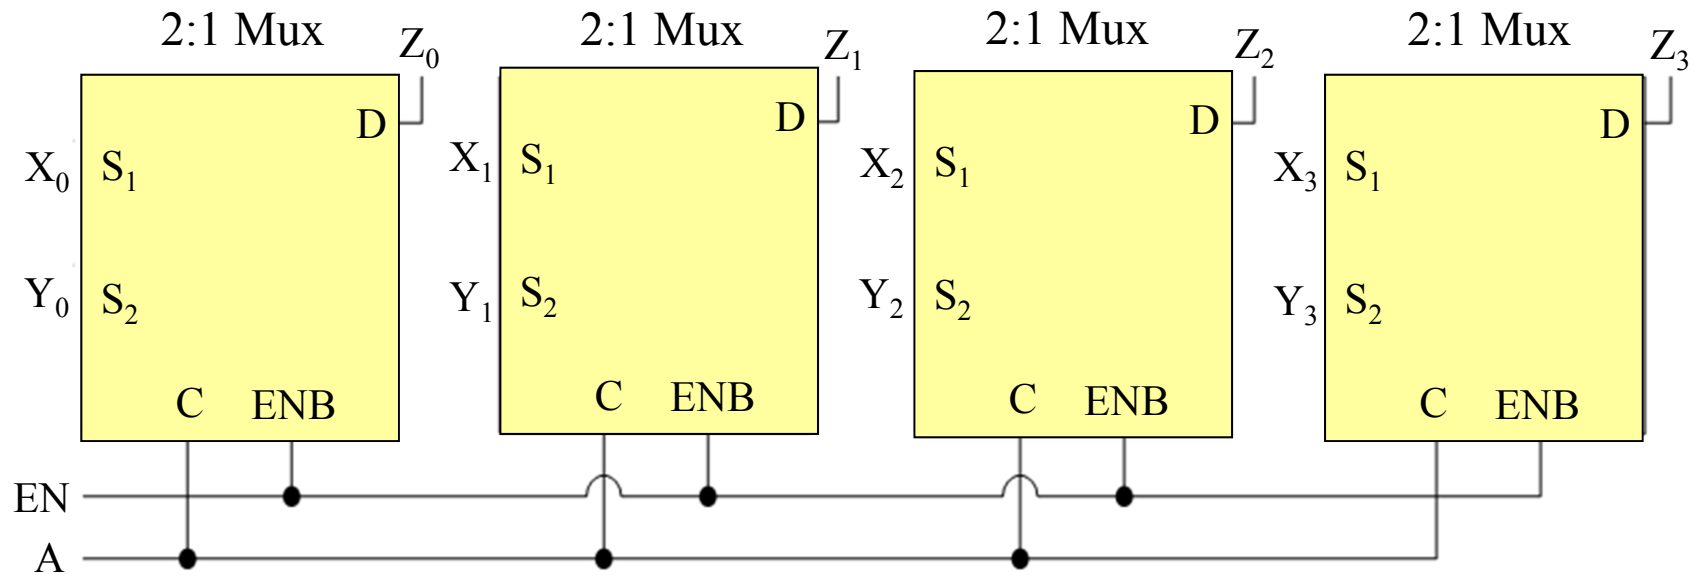 2:1 Mux 2:1 Mux 2:1 Mux 2:1 Mux
Z₀ Z₁ Z₂ Z₃
D D D D
X₀ S₁ X₁ S₁ X₂ S₁ X₃ S₁
Y₀ S₂ Y₁ S₂ Y₂ S₂ Y₃ S₂
C ENB C ENB C ENB C ENB
EN
A